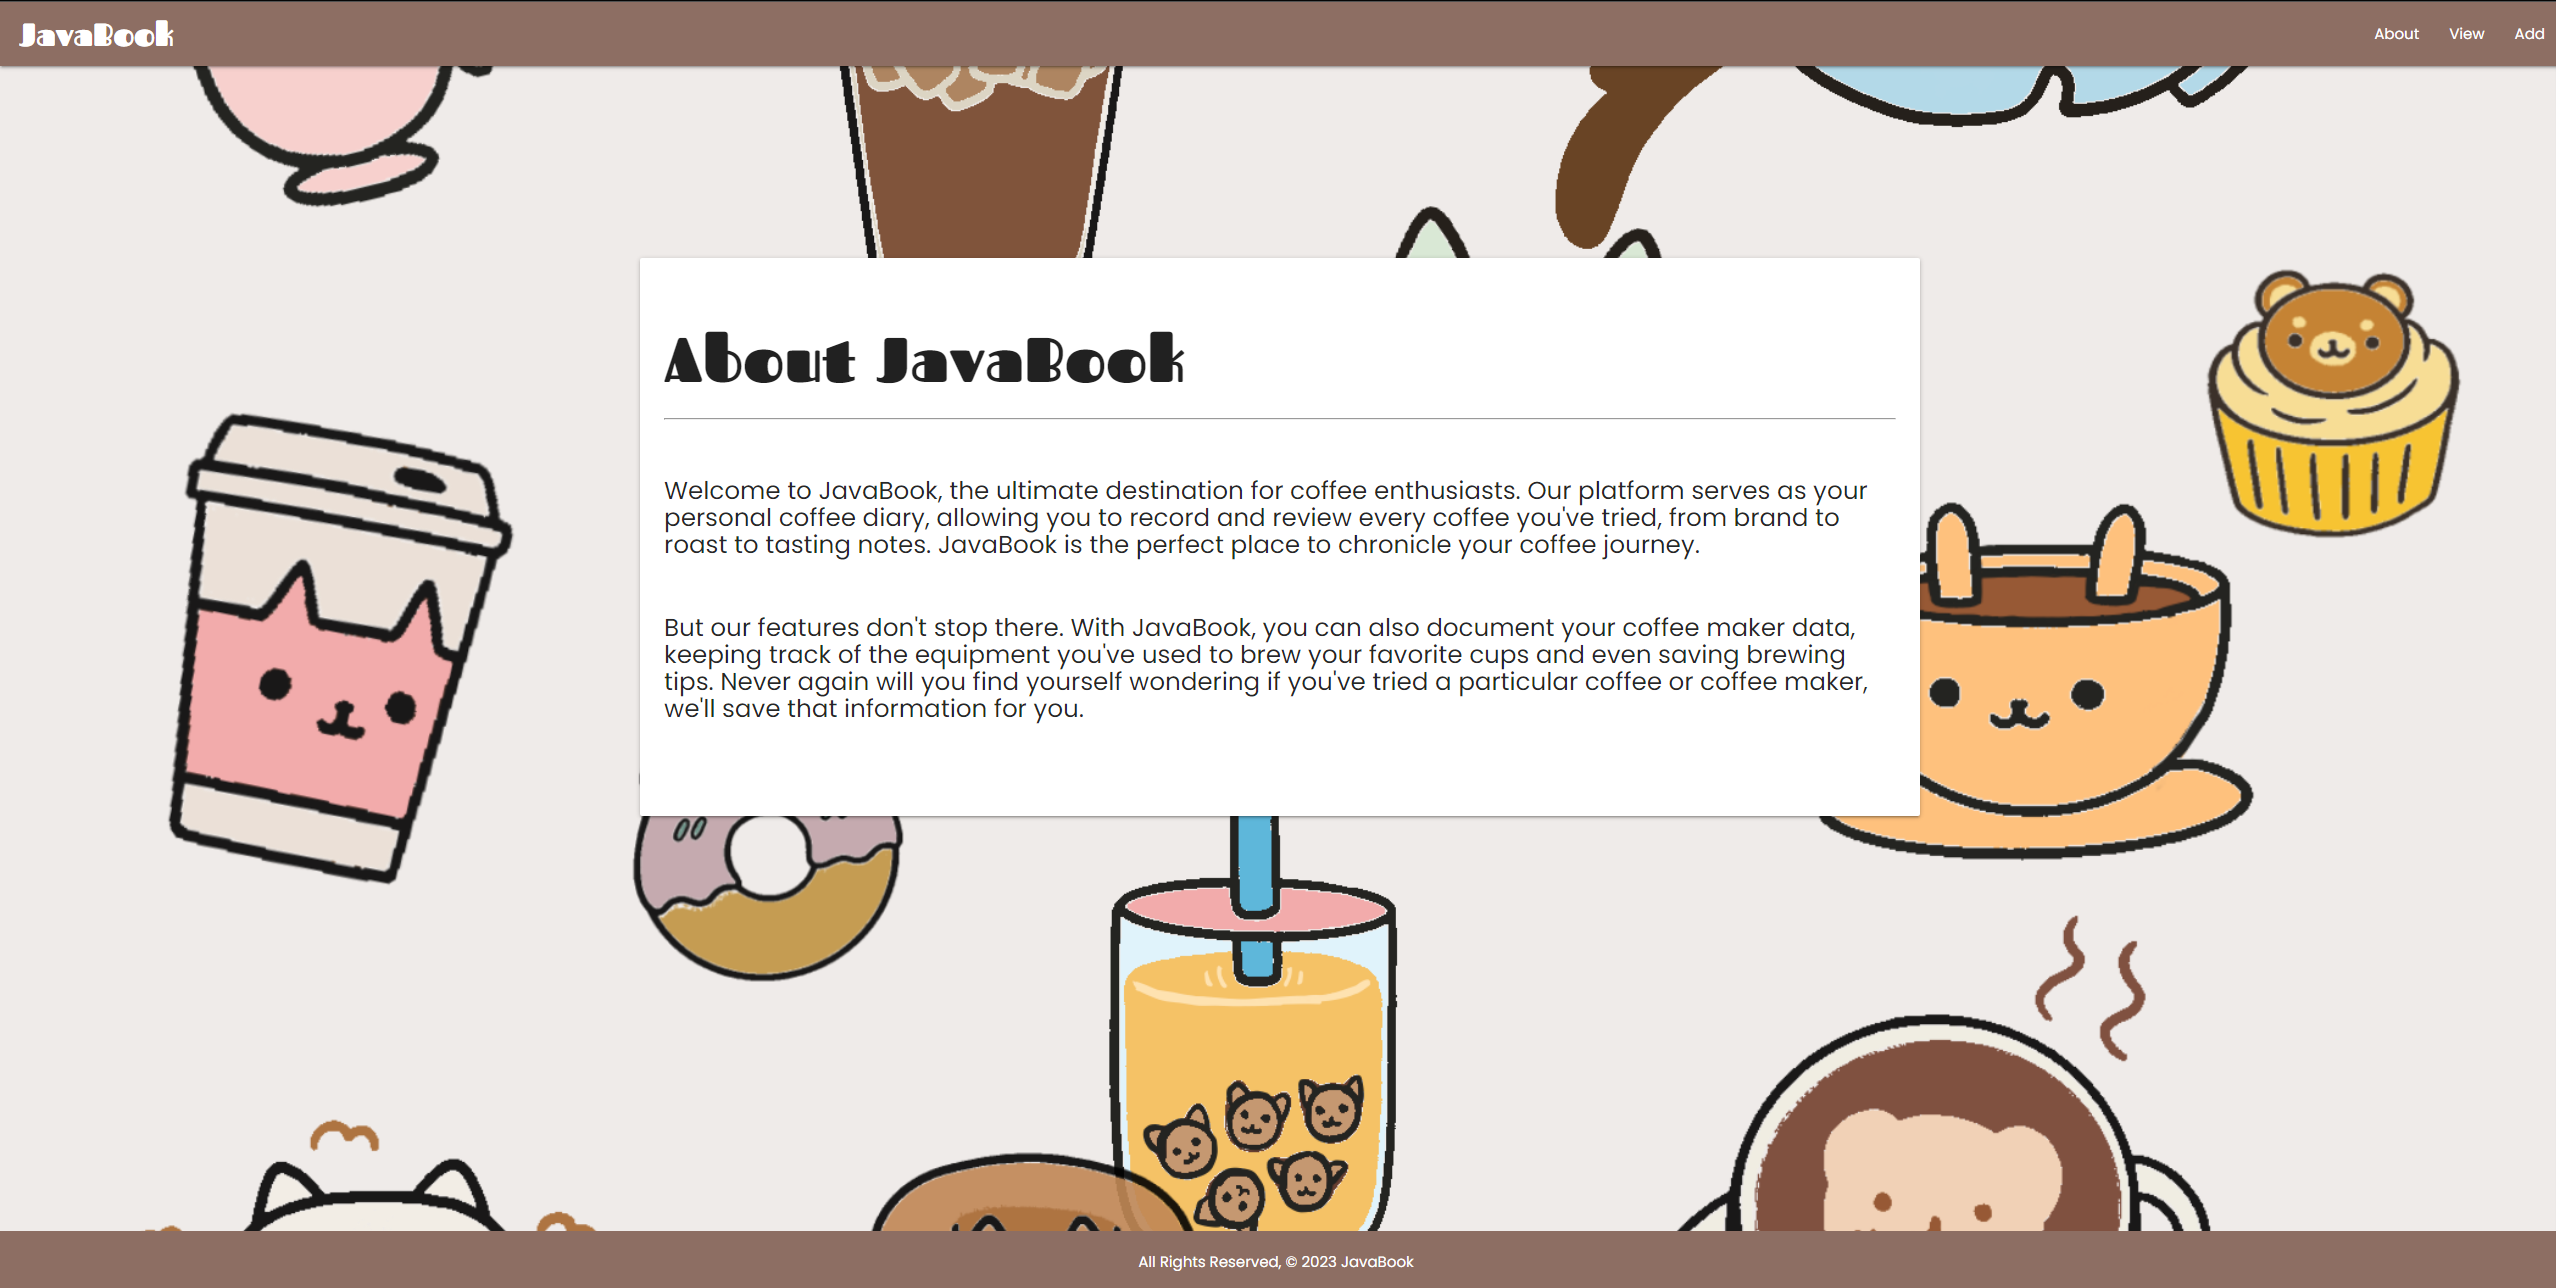 JavaBook
About View Add
About JavaBook
Welcome to JavaBook, the ultimate destination for coffee enthusiasts. Our platform serves as your
personal coffee diary, allowing you to record and review every coffee you've tried, from brand to
roast to tasting notes. JavaBook is the perfect place to chronicle your coffee journey.
But our features don't stop there. With JavaBook, you can also document your coffee maker data,
keeping track of the equipment you've used to brew your favorite cups and even saving brewing
tips. Never again will you find yourself wondering if you've tried a particular coffee or coffee maker,
we'll save that information for you.
All Rights Reserved, © 2023 JavaBook